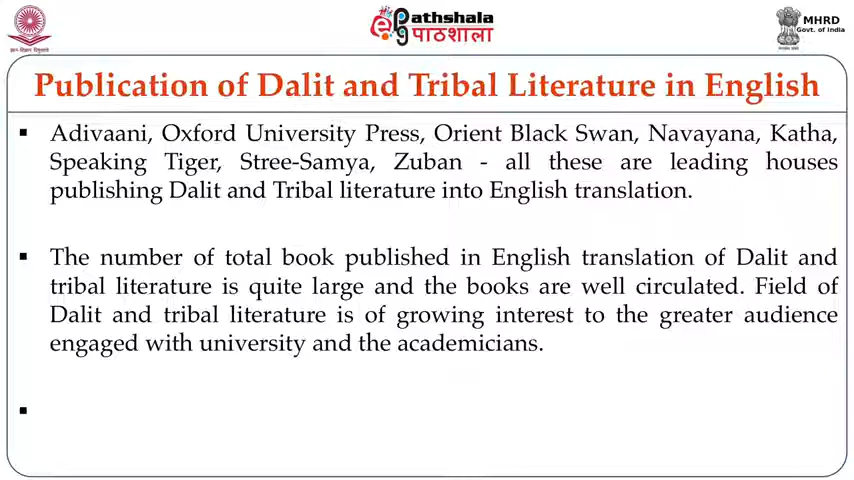 ePathshala
पाठशाला
MHRD
Govt. of India
Publication of Dalit and Tribal Literature in English
▪ Adivaani, Oxford University Press, Orient Black Swan, Navayana, Katha,
Speaking Tiger, Stree-Samya, Zuban - all these are leading houses
publishing Dalit and Tribal literature into English translation.
▪ The number of total book published in English translation of Dalit and
tribal literature is quite large and the books are well circulated. Field of
Dalit and tribal literature is of growing interest to the greater audience
engaged with university and the academicians.
▪